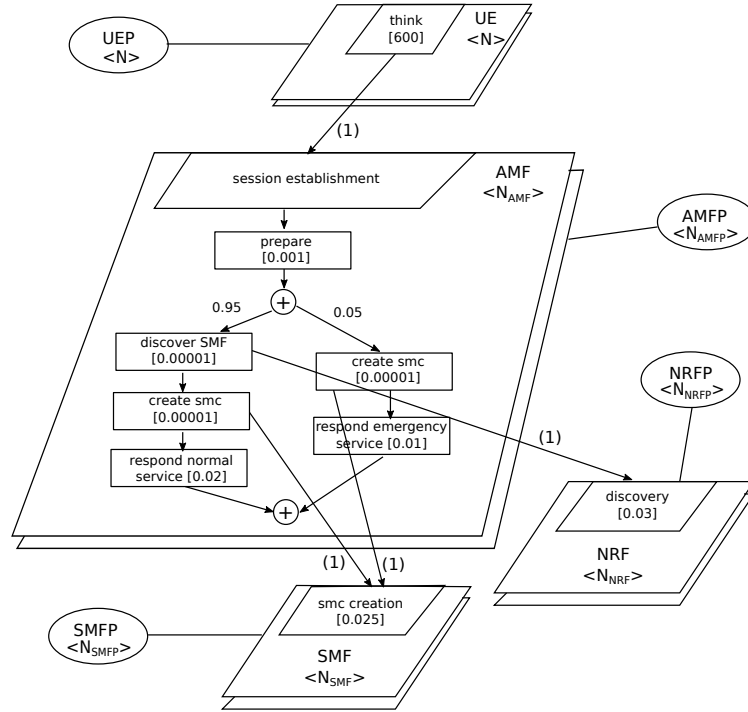 think
[600]
UE
<N>
UEP
<N>
(1)
session establishment
AMF
<N_AMF>
AMFP
<N_AMFP>
prepare
[0.001]
+
0.95
0.05
discover SMF
[0.00001]
create smc
[0.00001]
create smc
[0.00001]
respond emergency
service [0.01]
respond normal
service [0.02]
+
NRFP
<N_NRFP>
(1)
discovery
[0.03]
NRF
<N_NRF>
(1)
(1)
smc creation
[0.025]
SMF
<N_SMF>
SMFP
<N_SMFP>